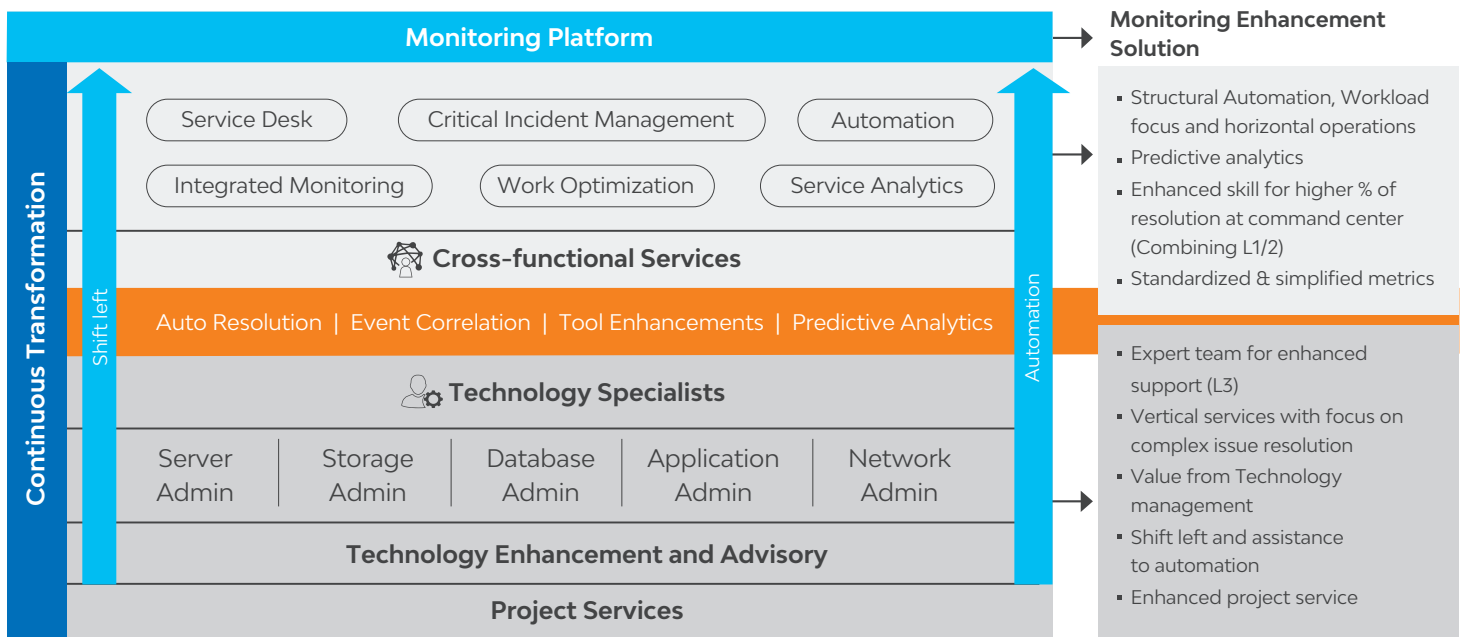 Monitoring Platform
Continuous Transformation
Shift left
Automation
Service Desk
Critical Incident Management
Automation
Integrated Monitoring
Work Optimization
Service Analytics
Cross-functional Services
Auto Resolution | Event Correlation | Tool Enhancements | Predictive Analytics
Technology Specialists
Server
Admin
Storage
Admin
Database
Admin
Application
Admin
Network
Admin
Technology Enhancement and Advisory
Project Services
Monitoring Enhancement
Solution
▪ Structural Automation, Workload
focus and horizontal operations
▪ Predictive analytics
▪ Enhanced skill for higher % of
resolution at command center
(Combining L1/2)
▪ Standardized & simplified metrics
▪ Expert team for enhanced
support (L3)
▪ Vertical services with focus on
complex issue resolution
▪ Value from Technology
management
▪ Shift left and assistance
to automation
▪ Enhanced project service